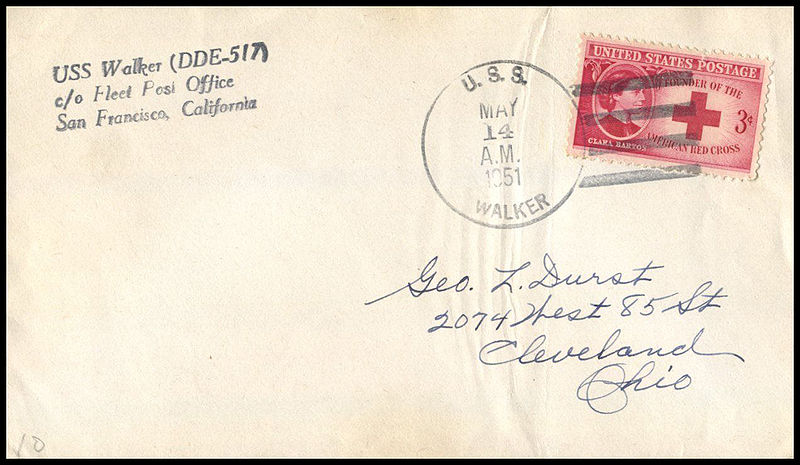 USS Walker (DDE-517)
c/o Fleet Post Office
San Francisco, California
U.S.S.
MAY
14
A.M.
1951
WALKER
UNITED STATES POSTAGE
FOUNDER OF THE
3¢
AMERICAN RED CROSS
CLARA BARTON
Geo. L. Durst
2074 West 85 St
Cleveland
Ohio
10